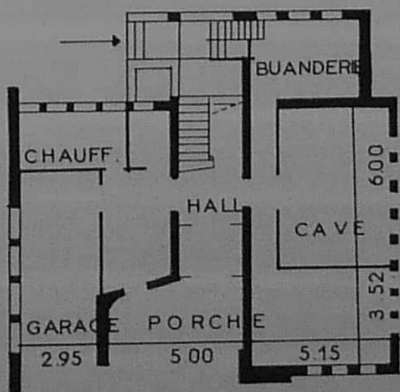 BUANDERIE
CHAUFF.
6.00
HALL
CAVE
3.52
GARAGE PORCHE
2.95 5.00 5.15